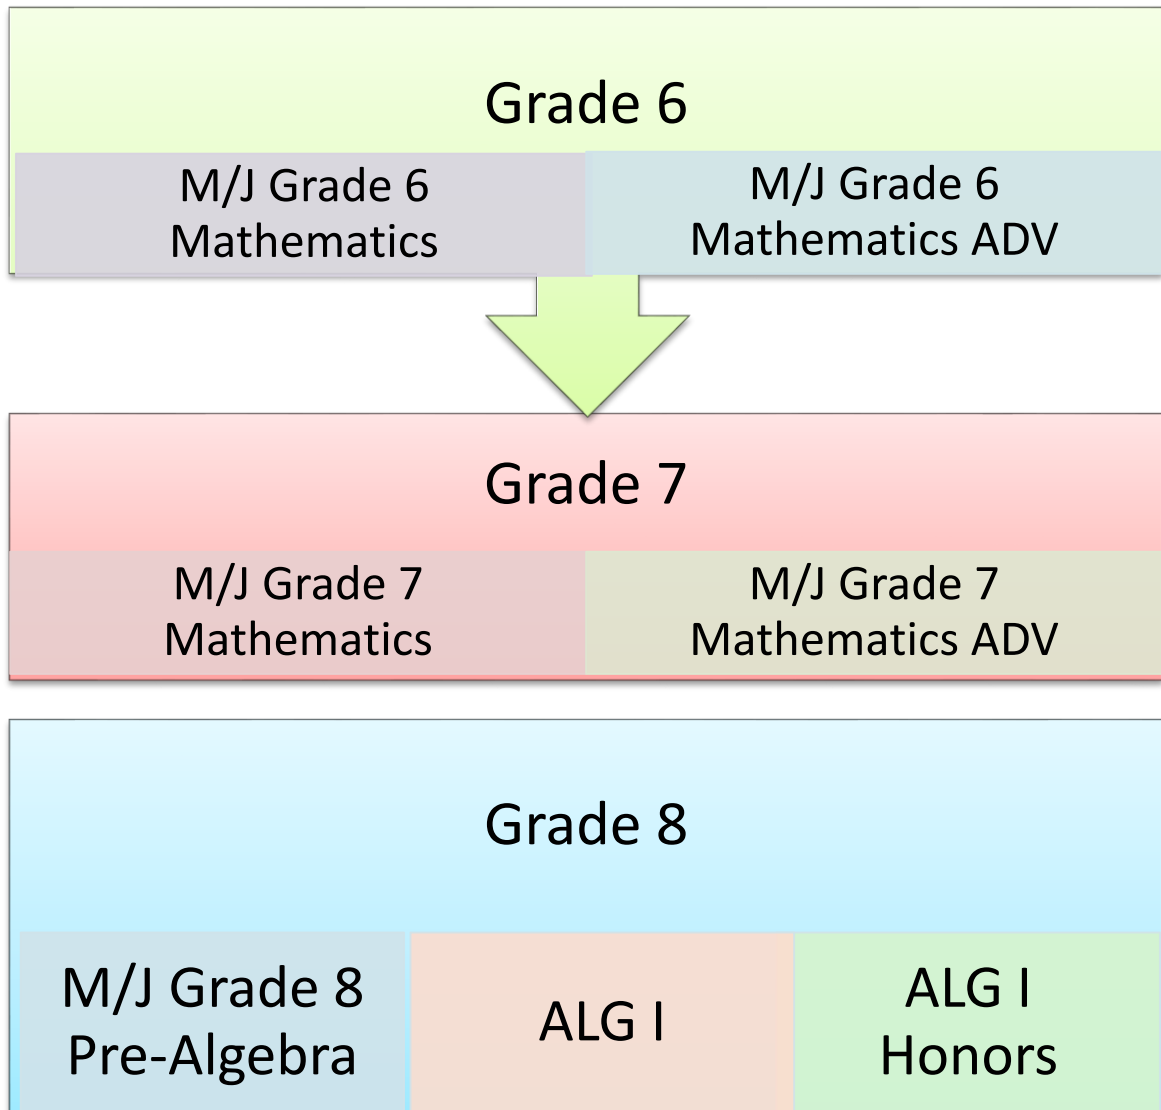 Grade 6
M/J Grade 6
Mathematics
M/J Grade 6
Mathematics ADV
Grade 7
M/J Grade 7
Mathematics
M/J Grade 7
Mathematics ADV
Grade 8
M/J Grade 8
Pre-Algebra
ALG I
ALG I
Honors